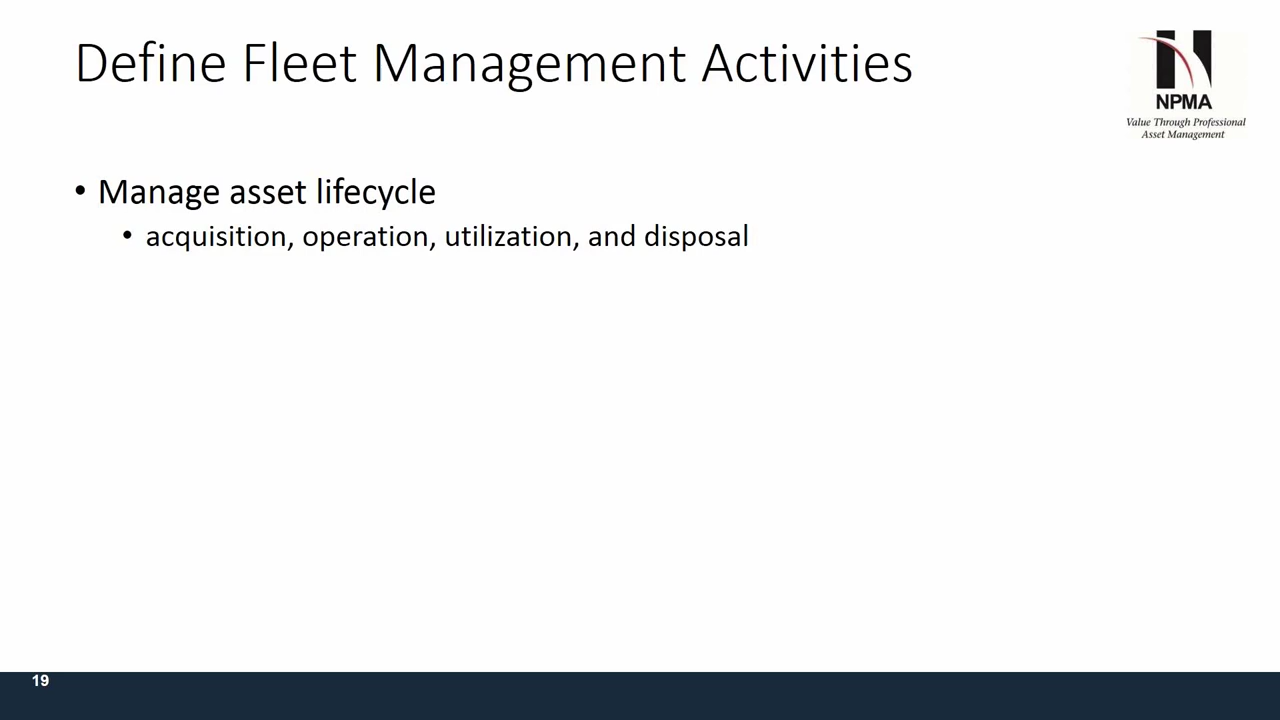 Define Fleet Management Activities
NPMA
Value Through Professional
Asset Management
• Manage asset lifecycle
• acquisition, operation, utilization, and disposal
19